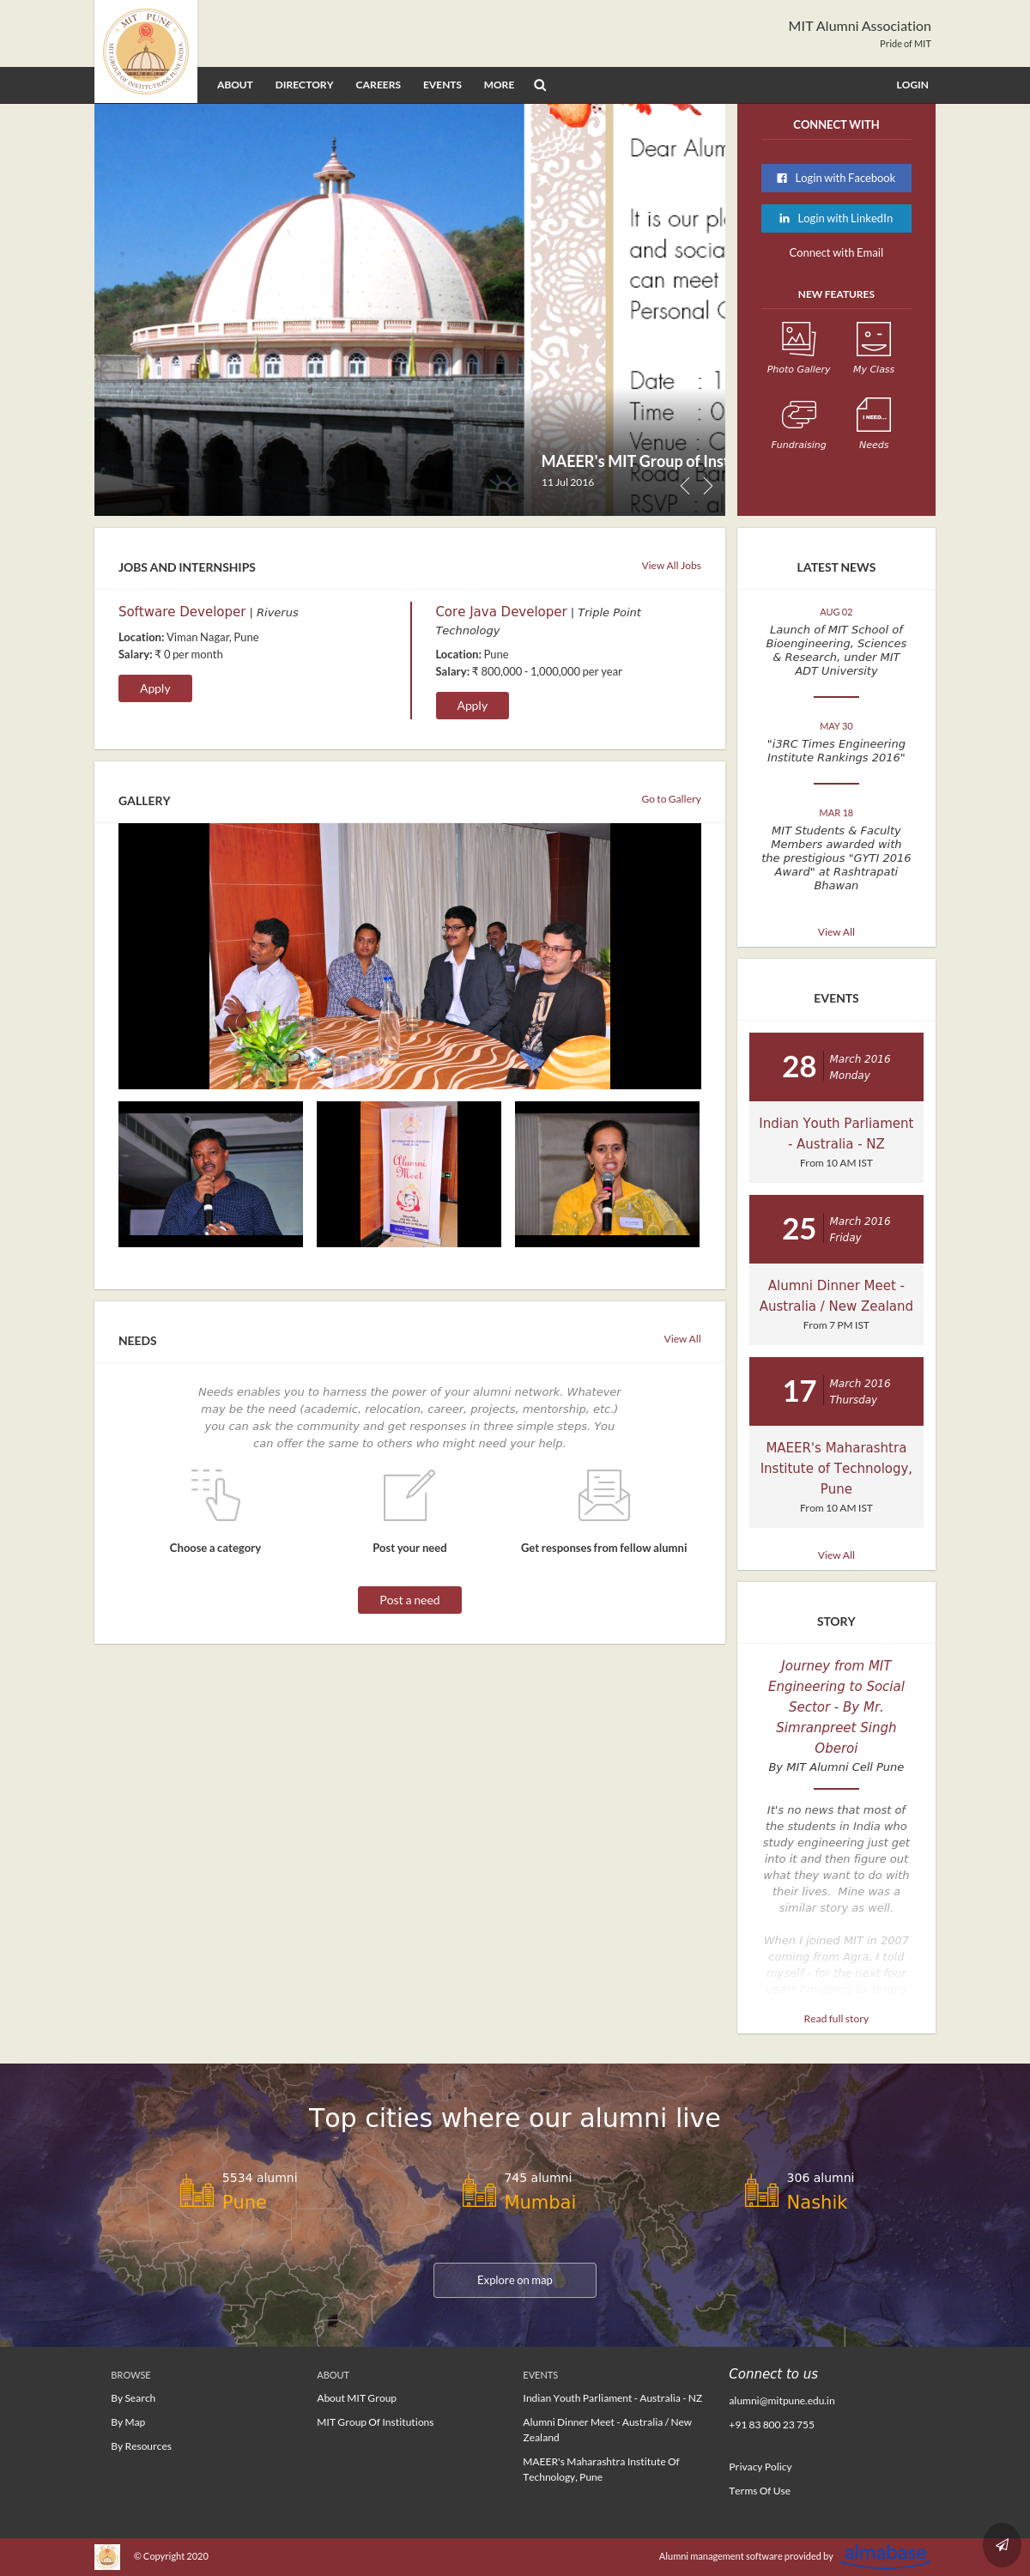 MIT PUNE
MIT GROUP OF INSTITUTIONS PUNE INDIA
MIT Alumni Association
Pride of MIT
ABOUT
DIRECTORY
CAREERS
EVENTS
MORE
LOGIN
Dear Alum
It is our pl
and social
can meet
Personal G
Date : 1
Time : 0
Venue : C
Road, Ban
RSVP : al
MAEER's MIT Group of Inst
11 Jul 2016
CONNECT WITH
Login with Facebook
Login with LinkedIn
Connect with Email
NEW FEATURES
Photo Gallery
My Class
I NEED...
Fundraising
Needs
JOBS AND INTERNSHIPS
View All Jobs
Software Developer | Riverus
Location: Viman Nagar, Pune
Salary: ₹ 0 per month
Apply
Core Java Developer | Triple Point
Technology
Location: Pune
Salary: ₹ 800,000 - 1,000,000 per year
Apply
LATEST NEWS
AUG 02
Launch of MIT School of
Bioengineering, Sciences
& Research, under MIT
ADT University
MAY 30
"i3RC Times Engineering
Institute Rankings 2016"
MAR 18
MIT Students & Faculty
Members awarded with
the prestigious "GYTI 2016
Award" at Rashtrapati
Bhawan
View All
GALLERY
Go to Gallery
Alumni
Meet
EVENTS
28
March 2016
Monday
Indian Youth Parliament
- Australia - NZ
From 10 AM IST
25
March 2016
Friday
Alumni Dinner Meet -
Australia / New Zealand
From 7 PM IST
17
March 2016
Thursday
MAEER's Maharashtra
Institute of Technology,
Pune
From 10 AM IST
View All
NEEDS
View All
Needs enables you to harness the power of your alumni network. Whatever
may be the need (academic, relocation, career, projects, mentorship, etc.)
you can ask the community and get responses in three simple steps. You
can offer the same to others who might need your help.
Choose a category
Post your need
Get responses from fellow alumni
Post a need
STORY
Journey from MIT
Engineering to Social
Sector - By Mr.
Simranpreet Singh
Oberoi
By MIT Alumni Cell Pune
It's no news that most of
the students in India who
study engineering just get
into it and then figure out
what they want to do with
their lives. Mine was a
similar story as well.
When I joined MIT in 2007
coming from Agra, I told
myself - for the next four
years I'm going to simply
Read full story
Top cities where our alumni live
5534 alumni
Pune
745 alumni
Mumbai
306 alumni
Nashik
Explore on map
BROWSE
By Search
By Map
By Resources
ABOUT
About MIT Group
MIT Group Of Institutions
EVENTS
Indian Youth Parliament - Australia - NZ
Alumni Dinner Meet - Australia / New
Zealand
MAEER's Maharashtra Institute Of
Technology, Pune
Connect to us
alumni@mitpune.edu.in
+91 83 800 23 755
Privacy Policy
Terms Of Use
© Copyright 2020
Alumni management software provided by
almabase